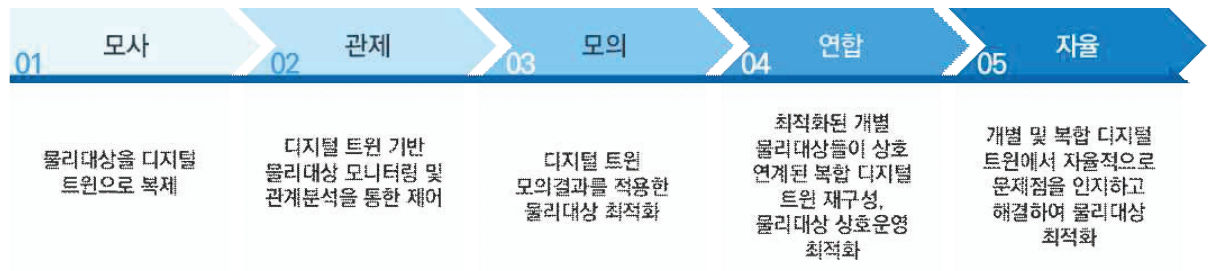 01 모사
02 관제
03 모의
04 연합
05 자율
물리대상을 디지털
트윈으로 복제
디지털 트윈 기반
물리대상 모니터링 및
관계분석을 통한 제어
디지털 트윈
모의결과를 적용한
물리대상 최적화
최적화된 개별
물리대상들이 상호
연계된 복합 디지털
트윈 재구성,
물리대상 상호운영
최적화
개별 및 복합 디지털
트윈에서 자율적으로
문제점을 인지하고
해결하여 물리대상
최적화